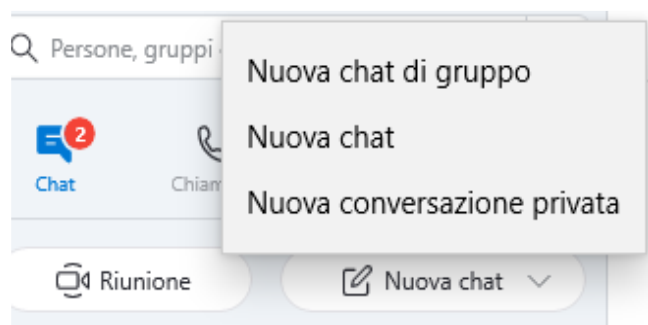 Persone, gruppi
Nuova chat di gruppo
Nuova chat
Nuova conversazione privata
2
Chat
Riunione
Nuova chat